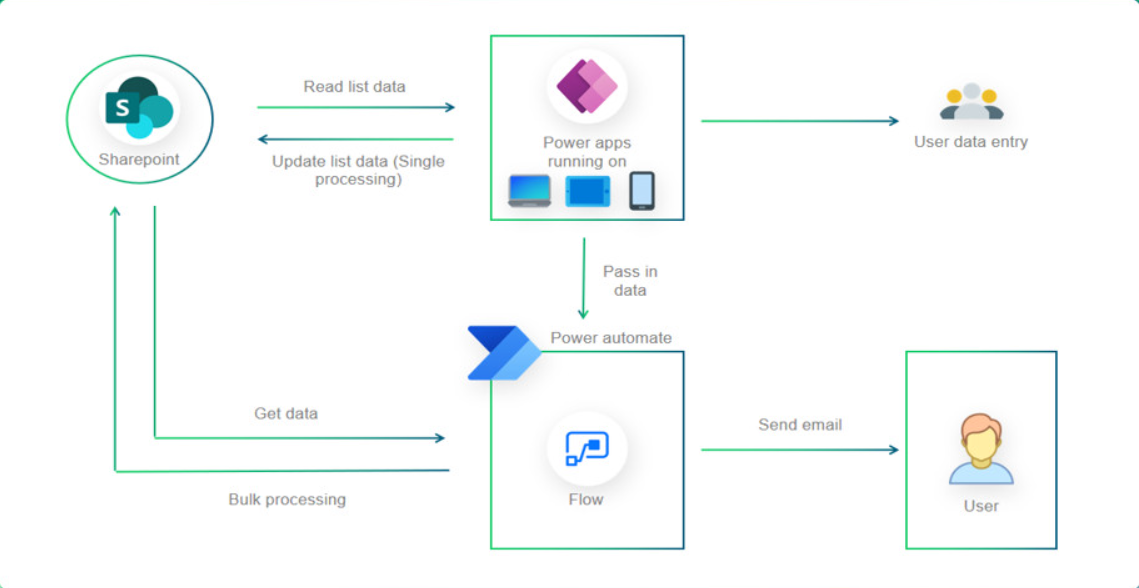 Read list data
S
Sharepoint
Update list data (Single
processing)
Power apps
running on
User data entry
Pass in
data
Power automate
Get data
Send email
Bulk processing
Flow
User